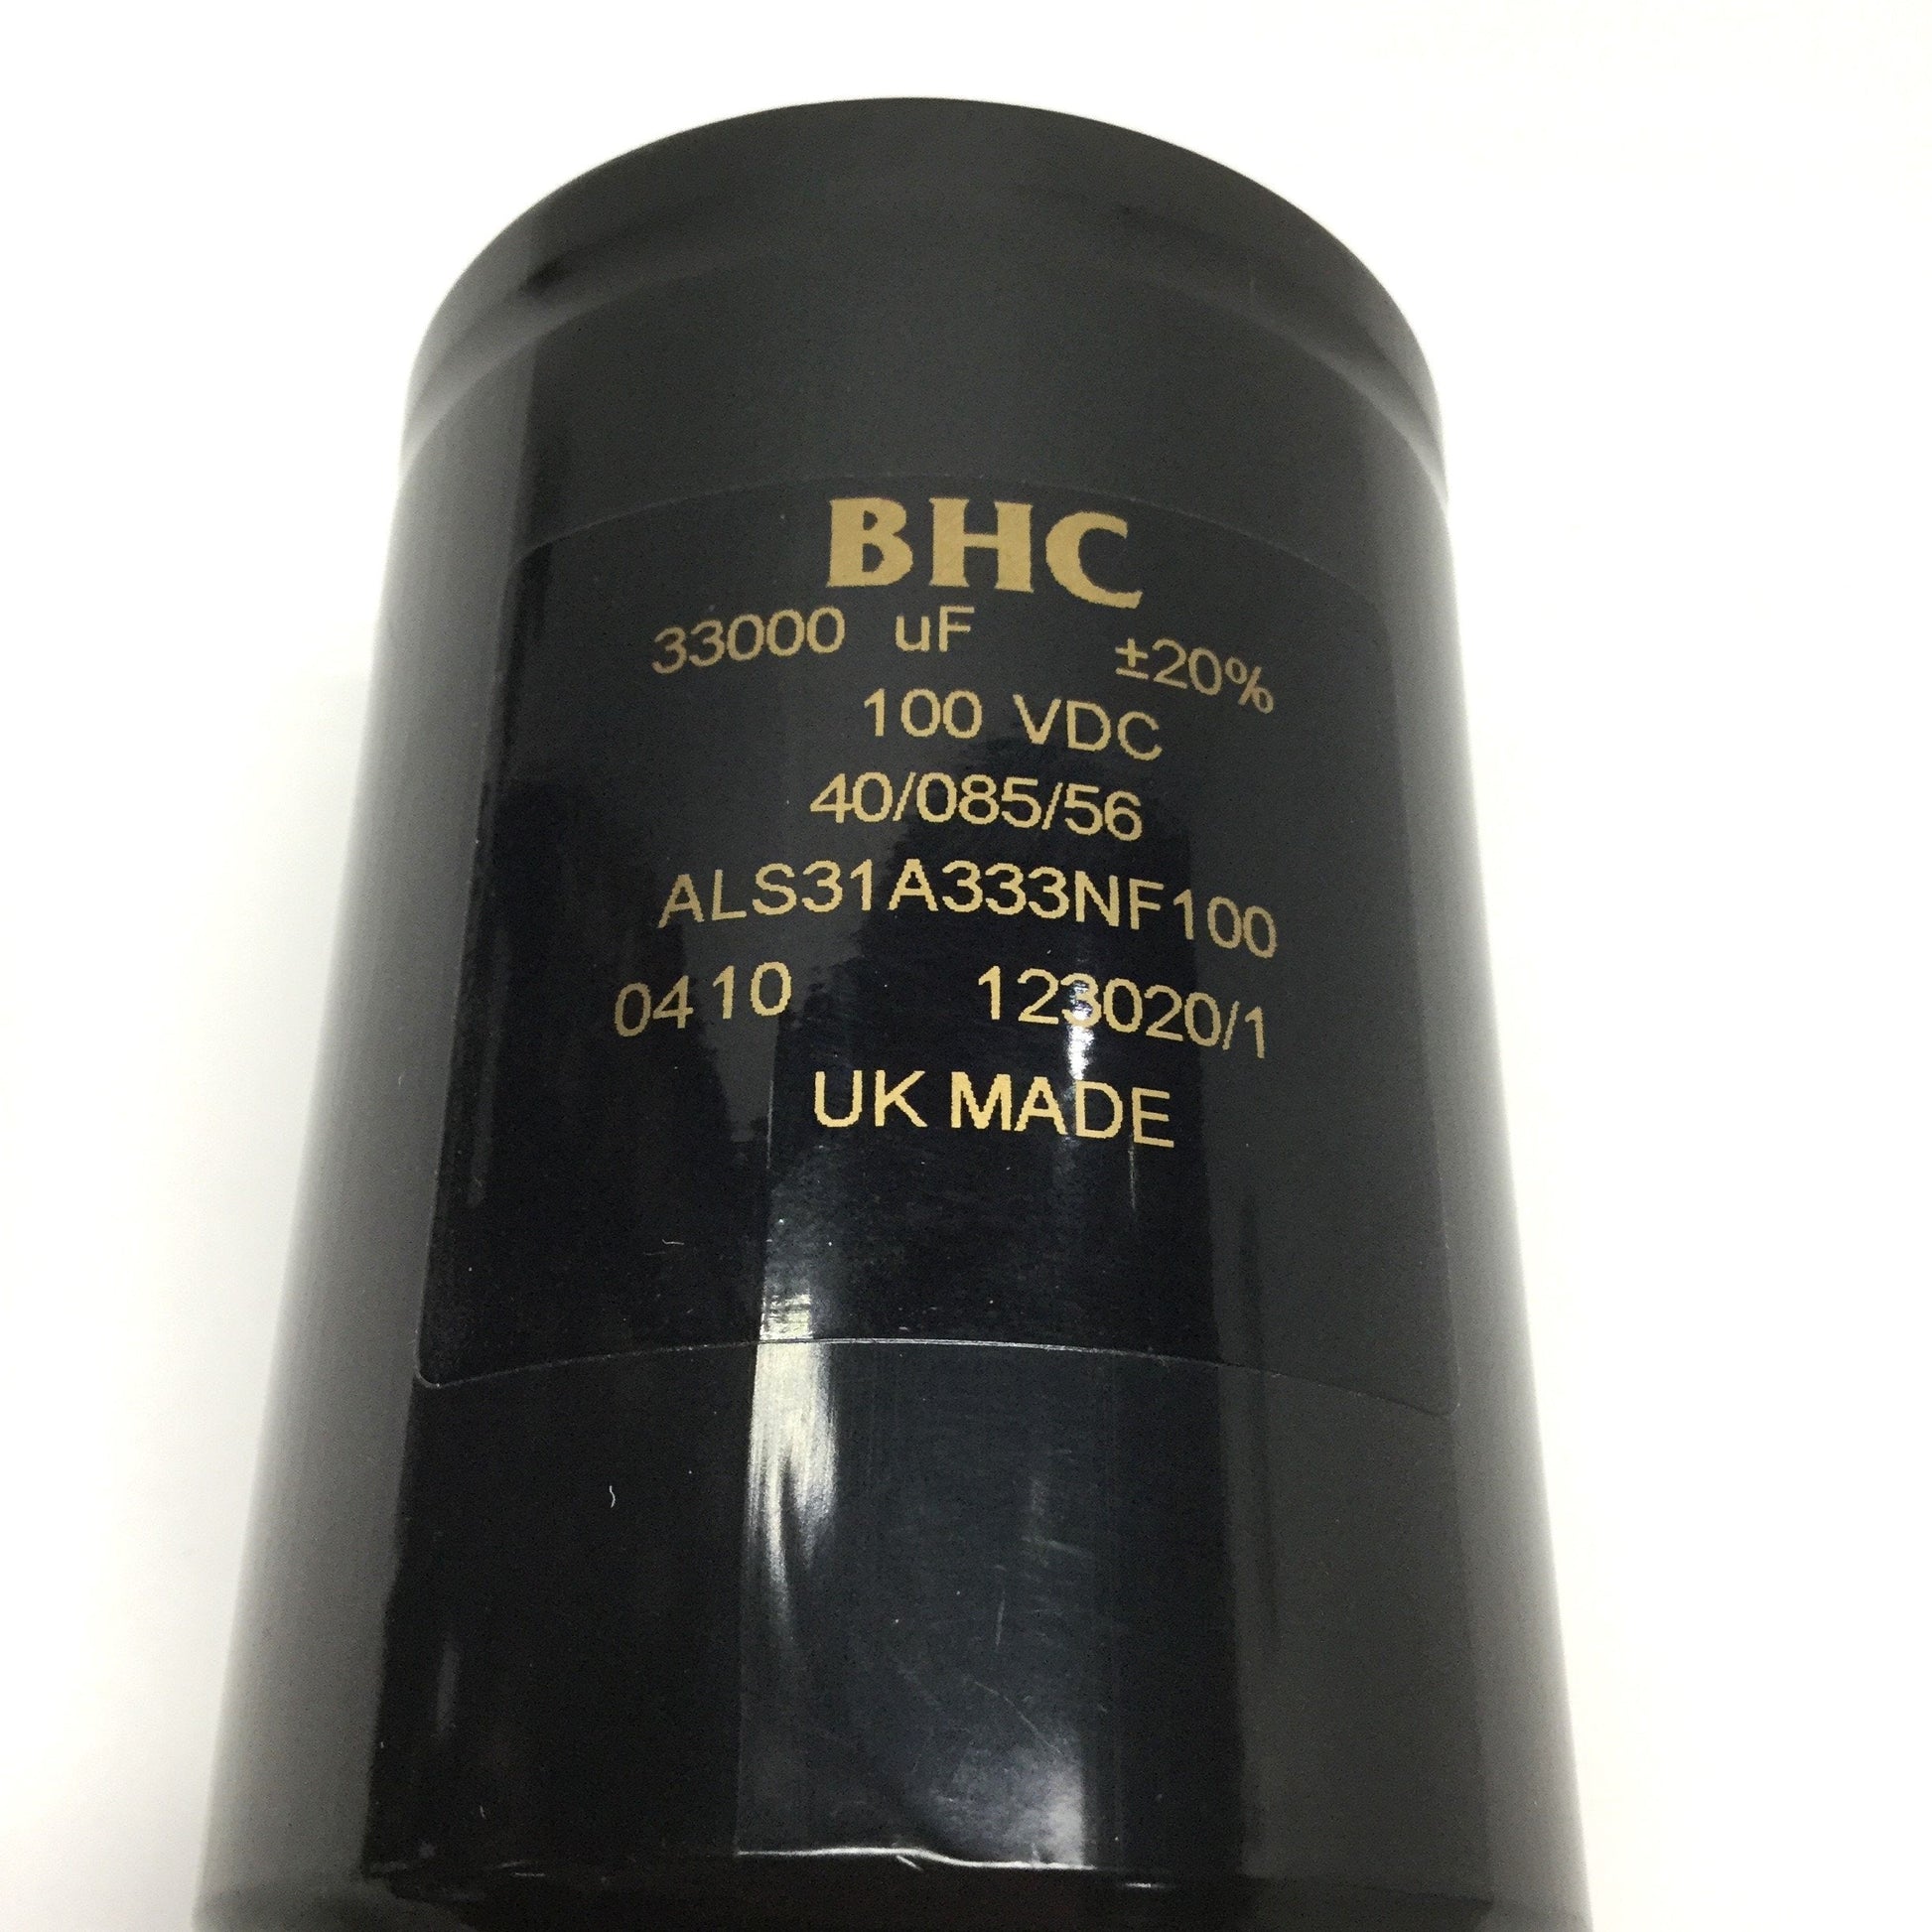 BHC
33000 uF ±20%
100 VDC
40/085/56
ALS31A333NF100
0410 123020/1
UK MADE